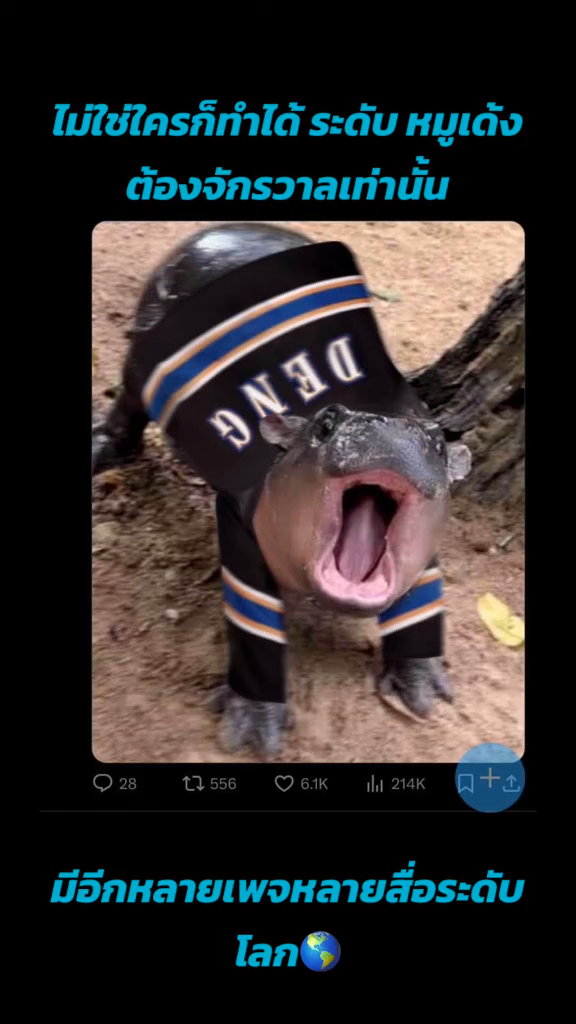 ไม่ใช่ใครก็ทำได้ ระดับ หมูเด้ง
ต้องจักรวาลเท่านั้น
DENG
28 556 6.1K 214K
มีอีกหลายเพจหลายสื่อระดับ
โลก🌎